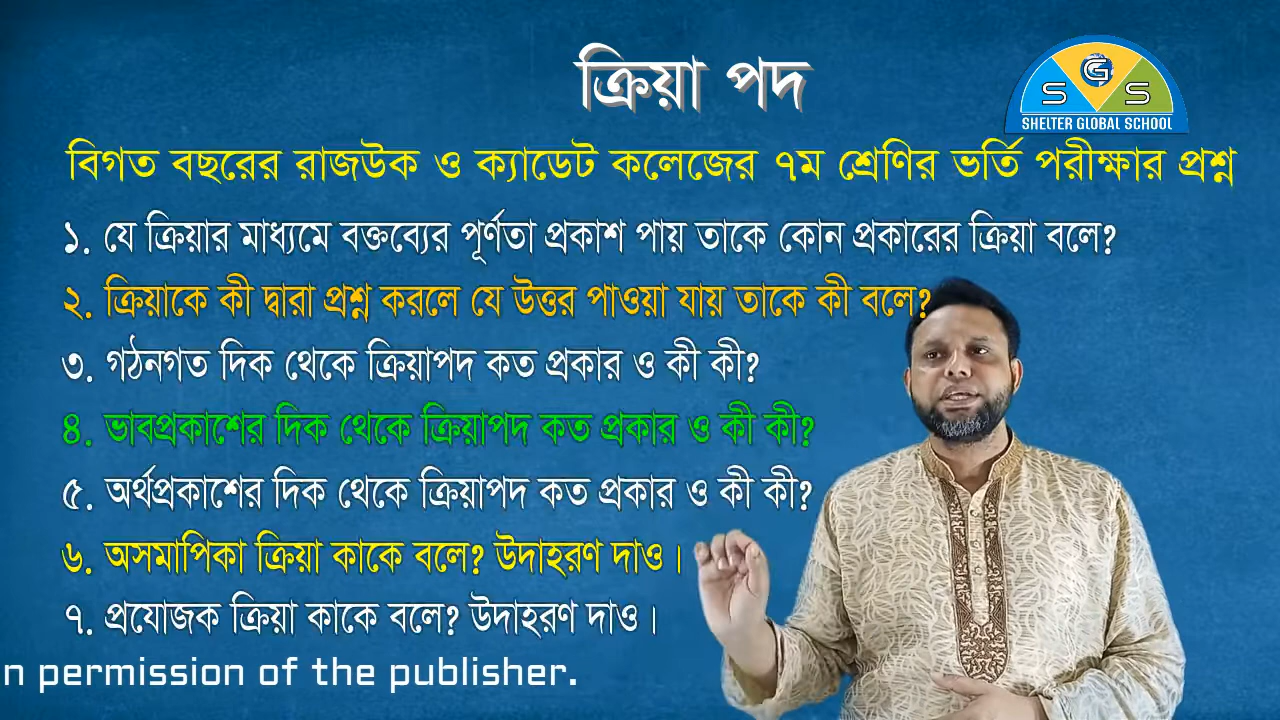 ক্রিয়া পদ
S G S
SHELTER GLOBAL SCHOOL
বিগত বছরের রাজউক ও ক্যাডেট কলেজের ৭ম শ্রেণির ভর্তি পরীক্ষার প্রশ্ন
১. যে ক্রিয়ার মাধ্যমে বক্তব্যের পূর্ণতা প্রকাশ পায় তাকে কোন প্রকারের ক্রিয়া বলে?
২. ক্রিয়াকে কী দ্বারা প্রশ্ন করলে যে উত্তর পাওয়া যায় তাকে কী বলে?
৩. গঠনগত দিক থেকে ক্রিয়াপদ কত প্রকার ও কী কী?
৪. ভাবপ্রকাশের দিক থেকে ক্রিয়াপদ কত প্রকার ও কী কী?
৫. অর্থপ্রকাশের দিক থেকে ক্রিয়াপদ কত প্রকার ও কী কী?
৬. অসমাপিকা ক্রিয়া কাকে বলে? উদাহরণ দাও।
৭. প্রযোজক ক্রিয়া কাকে বলে? উদাহরণ দাও।
n permission of the publisher.